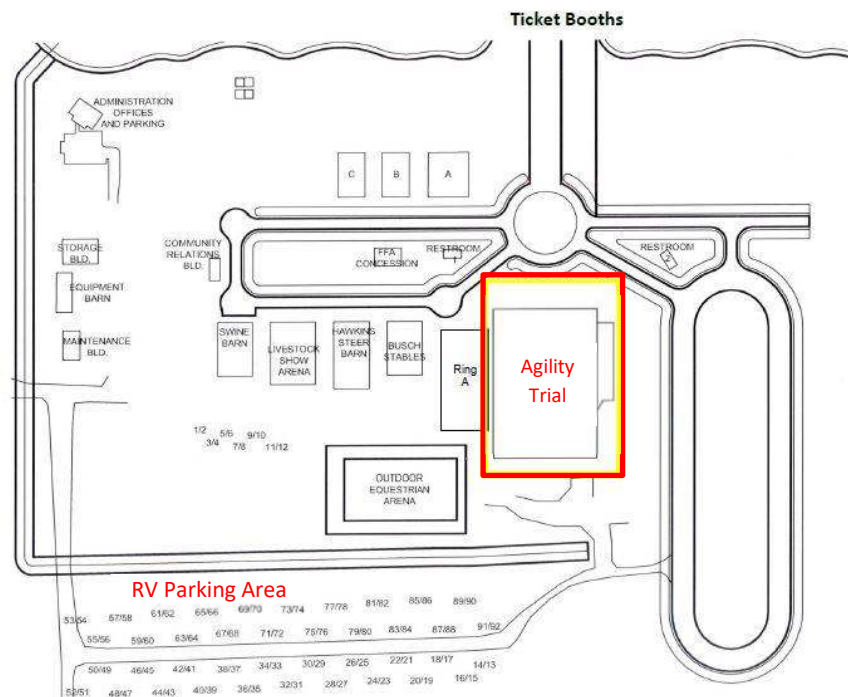 Ticket Booths
ADMINISTRATION
OFFICES
AND PARKING
C
B
A
STORAGE
BLD.
COMMUNITY
RELATIONS
BLD.
FFA
CONCESSION
RESTROOM
1
RESTROOM
2
EQUIPMENT
BARN
MAINTENANCE
BLD.
SWINE
BARN
LIVESTOCK
SHOW
ARENA
HAWKINS
STEER
BARN
BUSCH
STABLES
Ring
A
Agility
Trial
1/2
3/4
5/6
7/8
9/10
11/12
OUTDOOR
EQUESTRIAN
ARENA
RV Parking Area
53/54 57/58 61/62 65/66 69/70 73/74 77/78 81/82 85/86 89/90
55/56 59/60 63/64 67/68 71/72 75/76 79/80 83/84 87/88 91/92
50/49 46/45 42/41 38/37 34/33 30/29 26/25 22/21 18/17 14/13
52/51 48/47 44/43 40/39 36/35 32/31 28/27 24/23 20/19 16/15